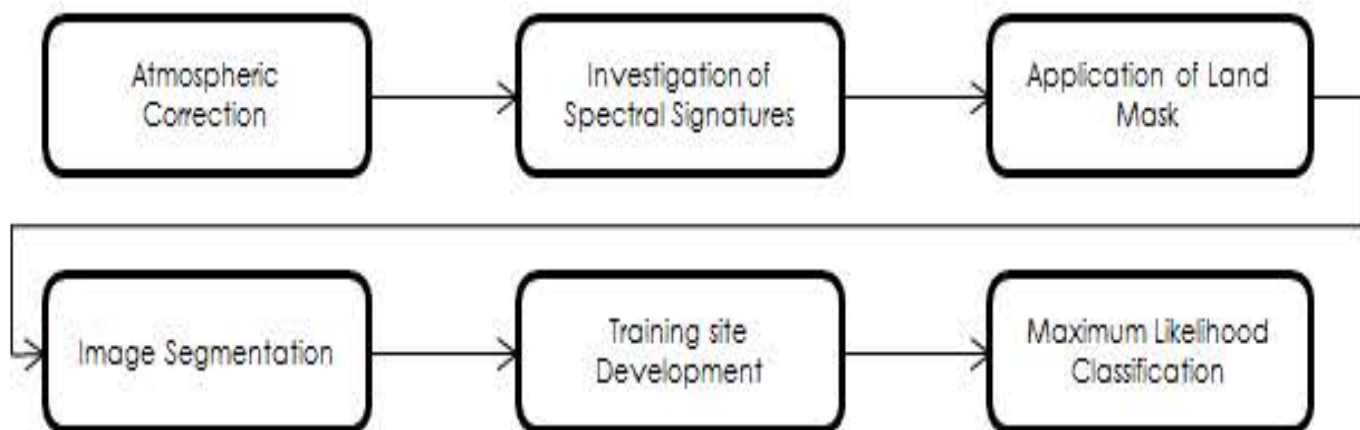 Atmospheric
Correction
Investigation of
Spectral Signatures
Application of Land
Mask
Image Segmentation
Training site
Development
Maximum Likelihood
Classification